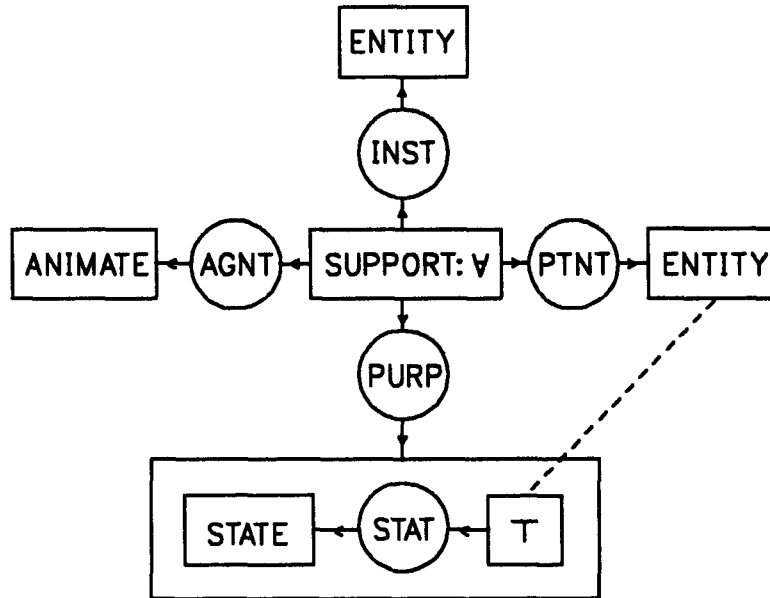 ENTITY
INST
ANIMATE AGNT SUPPORT: ∀ PTNT ENTITY
PURP
STATE STAT T